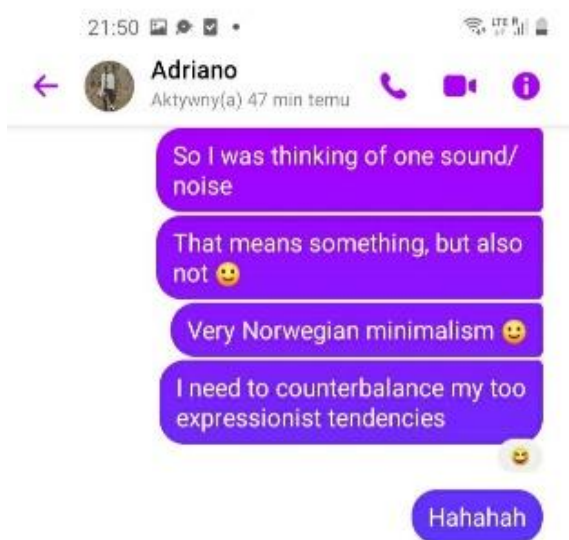 21:50
LTE R
Adriano
Aktywny(a) 47 min temu
So I was thinking of one sound/
noise
That means something, but also
not 🙂
Very Norwegian minimalism 🙂
I need to counterbalance my too
expressionist tendencies
Hahahah